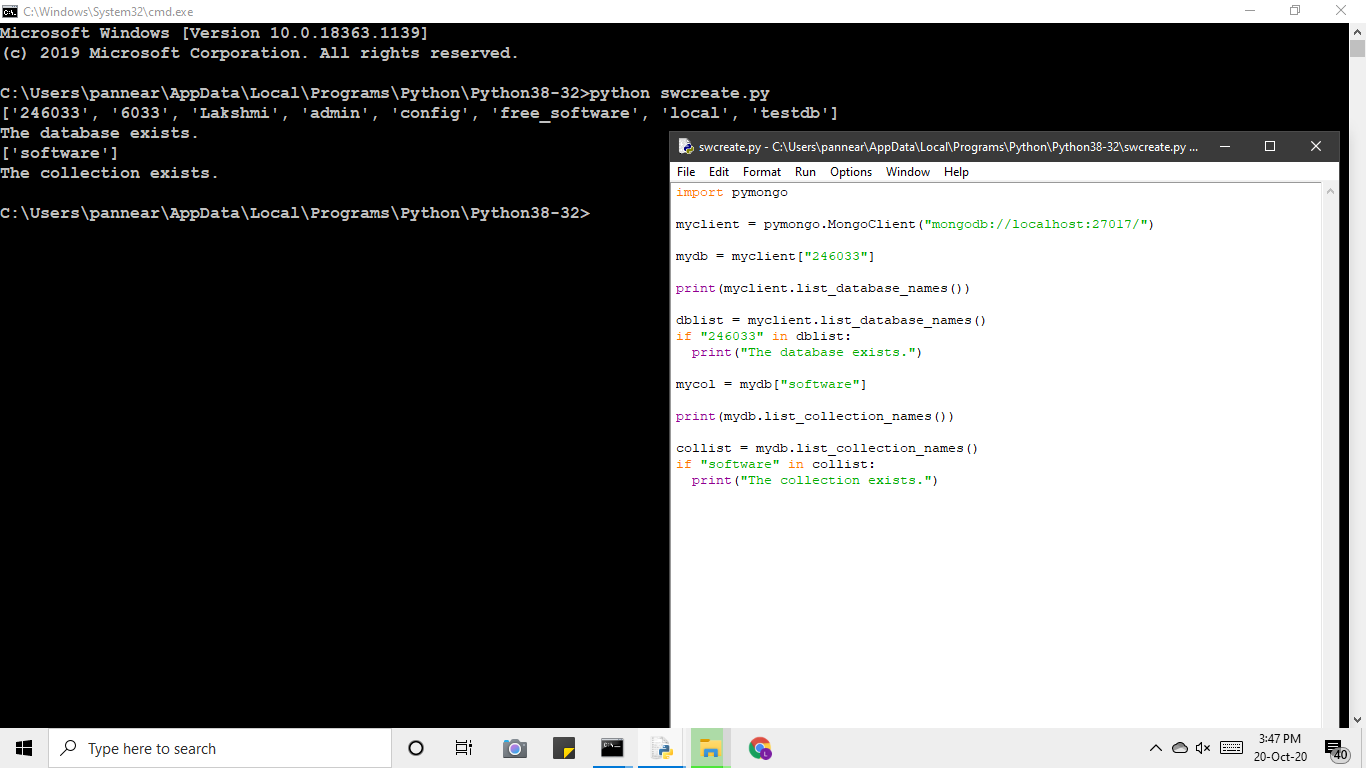 C:\Windows\System32\cmd.exe
Microsoft Windows [Version 10.0.18363.1139]
(c) 2019 Microsoft Corporation. All rights reserved.
C:\Users\pannear\AppData\Local\Programs\Python\Python38-32>python swcreate.py
['246033', '6033', 'Lakshmi', 'admin', 'config', 'free_software', 'local', 'testdb']
The database exists.
['software']
The collection exists.
C:\Users\pannear\AppData\Local\Programs\Python\Python38-32>
swcreate.py - C:\Users\pannear\AppData\Local\Programs\Python\Python38-32\swcreate.py ...
File Edit Format Run Options Window Help
import pymongo
myclient = pymongo.MongoClient("mongodb://localhost:27017/")
mydb = myclient["246033"]
print(myclient.list_database_names())
dblist = myclient.list_database_names()
if "246033" in dblist:
  print("The database exists.")
mycol = mydb["software"]
print(mydb.list_collection_names())
collist = mydb.list_collection_names()
if "software" in collist:
  print("The collection exists.")
Type here to search
3:47 PM
20-Oct-20
40